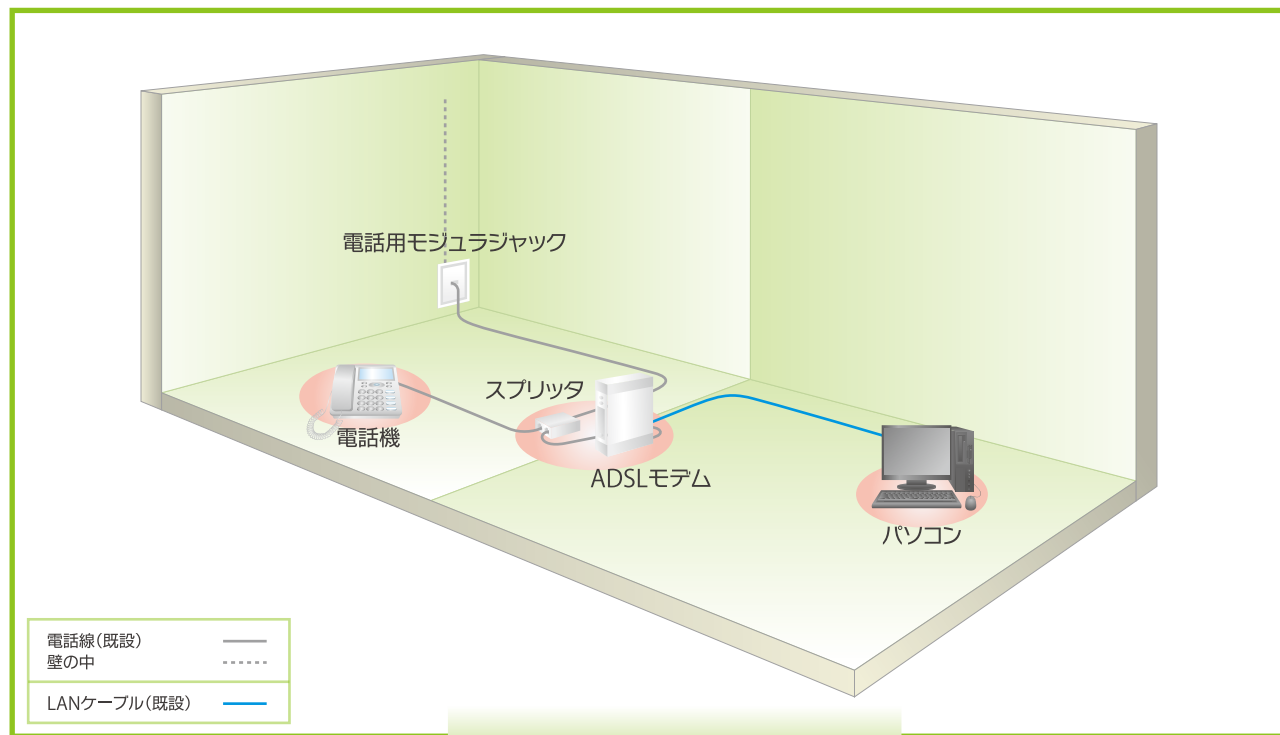 電話用モジュラジャック
スプリッタ
電話機
ADSLモデム
パソコン
電話線(既設)
壁の中
LANケーブル(既設)